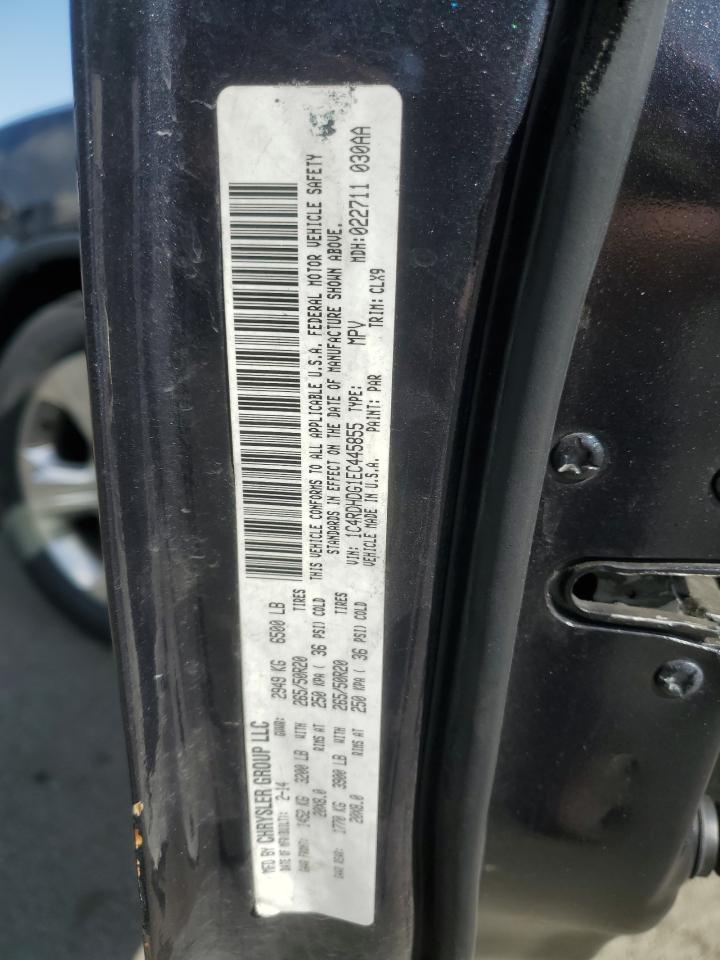 MFD BY CHRYSLER GROUP LLC
DATE OF MFR(BUILT): 2-14 GVWR: 2949 KG 6500 LB
GAWR FRONT: 1452 KG 3200 LB WITH 265/50R20 TIRES
20X8.0 RIMS AT 250 KPA ( 36 PSI) COLD
GAWR REAR: 1770 KG 3900 LB WITH 265/50R20 TIRES
20X8.0 RIMS AT 250 KPA ( 36 PSI) COLD
THIS VEHICLE CONFORMS TO ALL APPLICABLE U.S.A. FEDERAL MOTOR VEHICLE SAFETY
STANDARDS IN EFFECT ON THE DATE OF MANUFACTURE SHOWN ABOVE.
VIN: 1C4RDHDG1EC445855 TYPE: MPV MDH:022711 030AA
VEHICLE MADE IN U.S.A. PAINT: PAR TRIM: CLX9